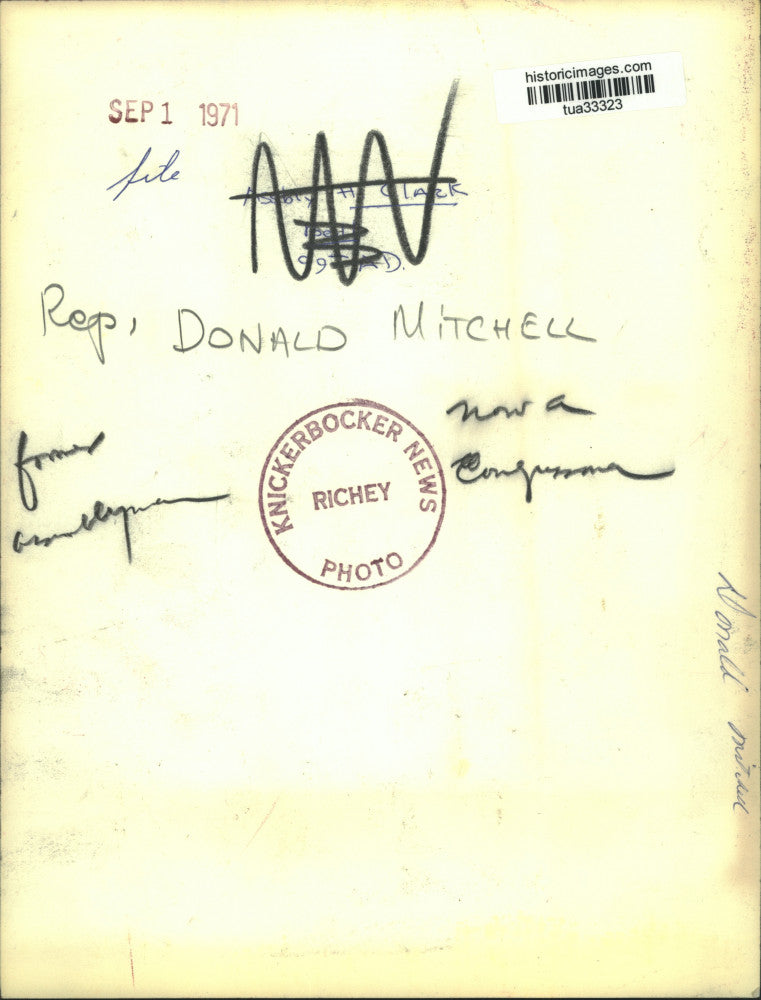 historicimages.com
tua33323
SEP 1 1971
file
H. CLARK
Rep. DONALD MITCHELL
now a
Congressman
former
assemblyman
KNICKERBOCKER NEWS
RICHEY
PHOTO
Donald Mitchell